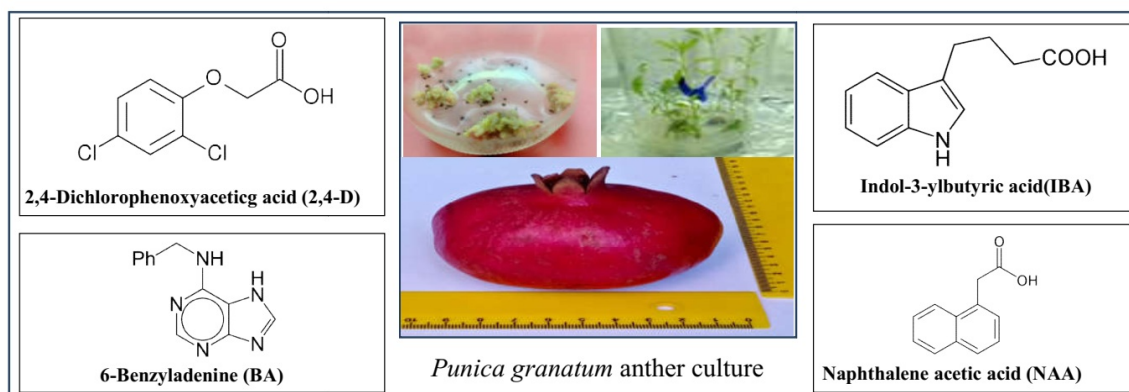 O
O
OH
Cl
Cl
2,4-Dichlorophenoxyaceticg acid (2,4-D)
Ph
NH
H
N
N
N
N
6-Benzyladenine (BA)
Punica granatum anther culture
COOH
N
H
Indol-3-ylbutyric acid(IBA)
O
OH
Naphthalene acetic acid (NAA)